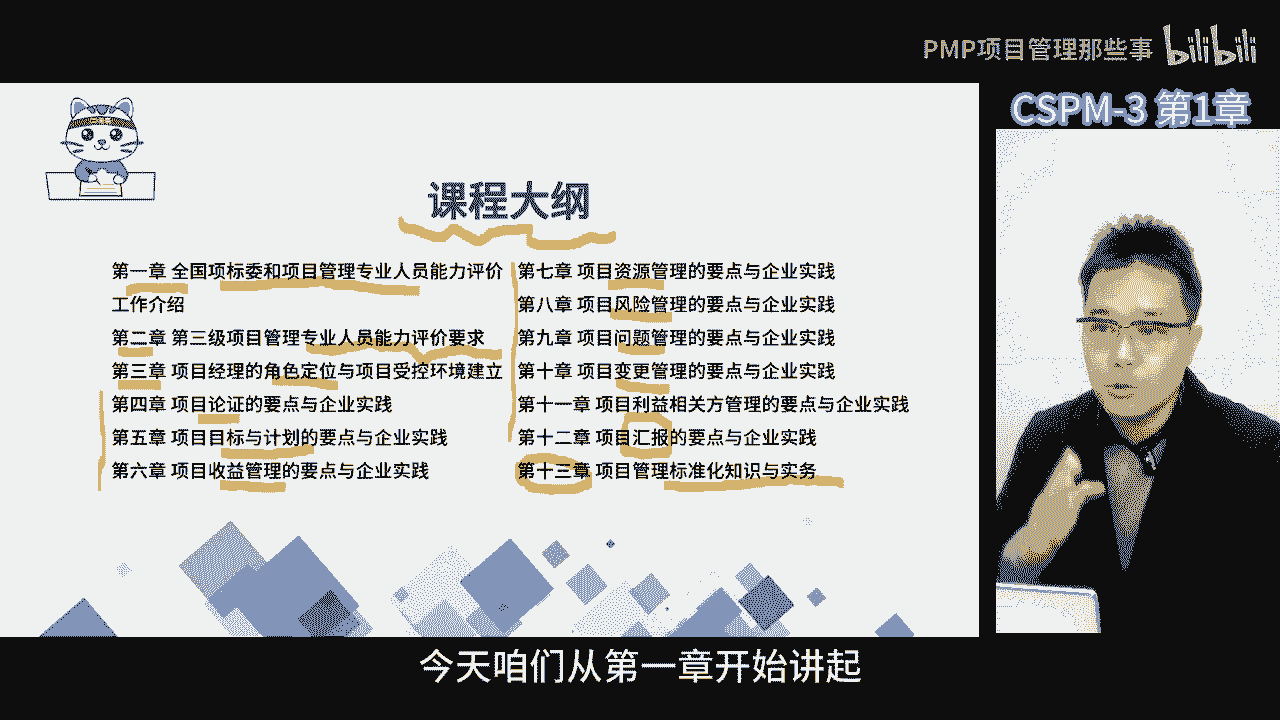 PMP项目管理那些事 bilibili
CSPM-3 第1章
课程大纲
第一章 全国项标委和项目管理专业人员能力评价
工作介绍
第二章 第三级项目管理专业人员能力评价要求
第三章 项目经理的角色定位与项目受控环境建立
第四章 项目论证的要点与企业实践
第五章 项目目标与计划的要点与企业实践
第六章 项目收益管理的要点与企业实践
第七章 项目资源管理的要点与企业实践
第八章 项目风险管理的要点与企业实践
第九章 项目问题管理的要点与企业实践
第十章 项目变更管理的要点与企业实践
第十一章 项目利益相关方管理的要点与企业实践
第十二章 项目汇报的要点与企业实践
第十三章 项目管理标准化知识与实务
今天咱们从第一章开始讲起